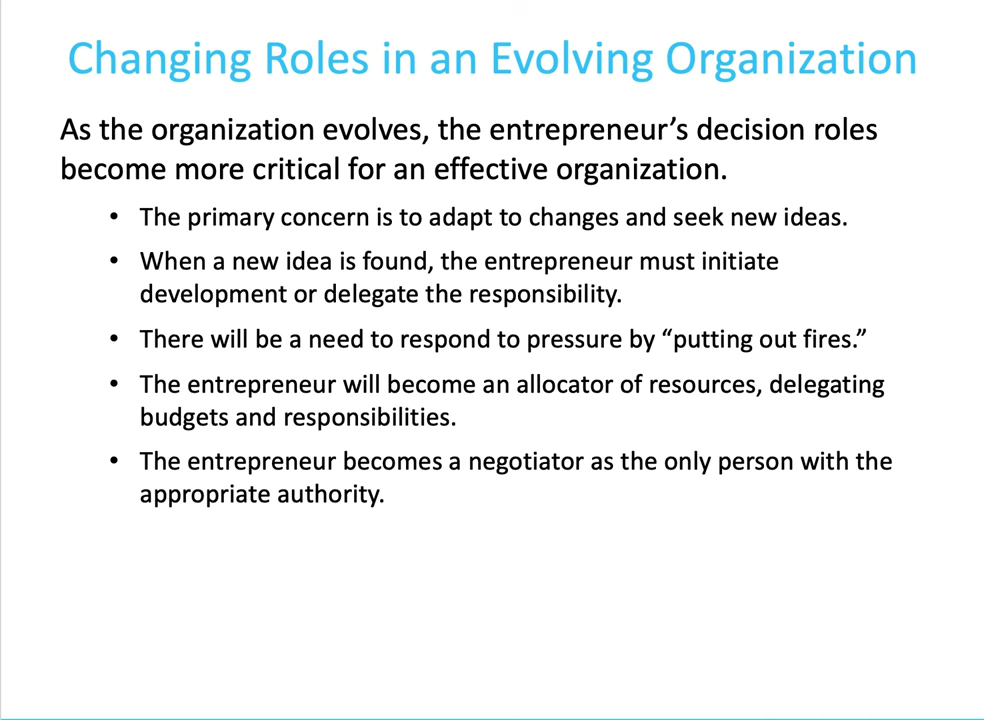 Changing Roles in an Evolving Organization
As the organization evolves, the entrepreneur’s decision roles
become more critical for an effective organization.
• The primary concern is to adapt to changes and seek new ideas.
• When a new idea is found, the entrepreneur must initiate
development or delegate the responsibility.
• There will be a need to respond to pressure by “putting out fires.”
• The entrepreneur will become an allocator of resources, delegating
budgets and responsibilities.
• The entrepreneur becomes a negotiator as the only person with the
appropriate authority.